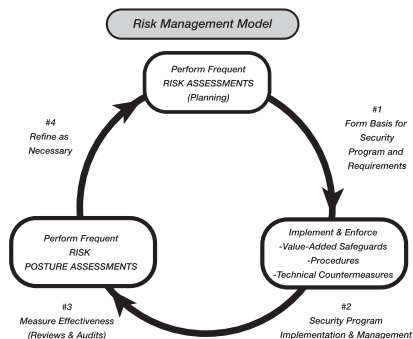 Risk Management Model
Perform Frequent
RISK ASSESSMENTS
(Planning)
#1
Form Basis for
Security
Program and
Requirements
Implement & Enforce
-Value-Added Safeguards
-Procedures
-Technical Countermeasures
#2
Security Program
Implementation & Management
#3
Measure Effectiveness
(Reviews & Audits)
Perform Frequent
RISK
POSTURE ASSESSMENTS
#4
Refine as
Necessary